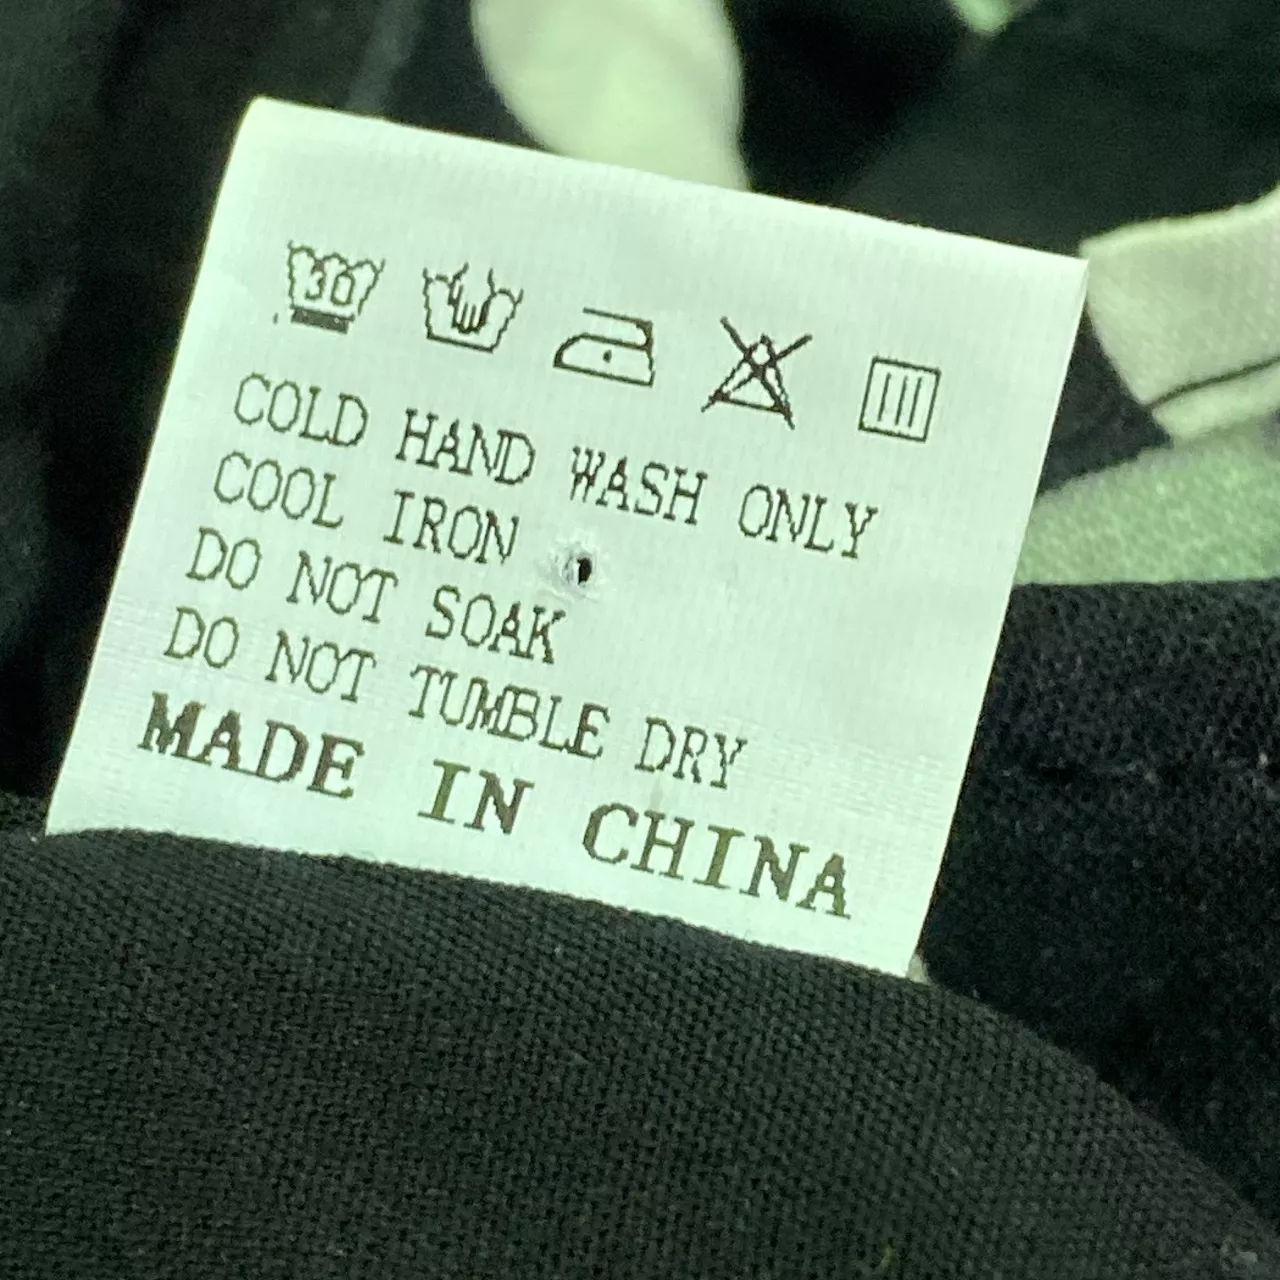 30
COLD HAND WASH ONLY
COOL IRON
DO NOT SOAK
DO NOT TUMBLE DRY
MADE IN CHINA